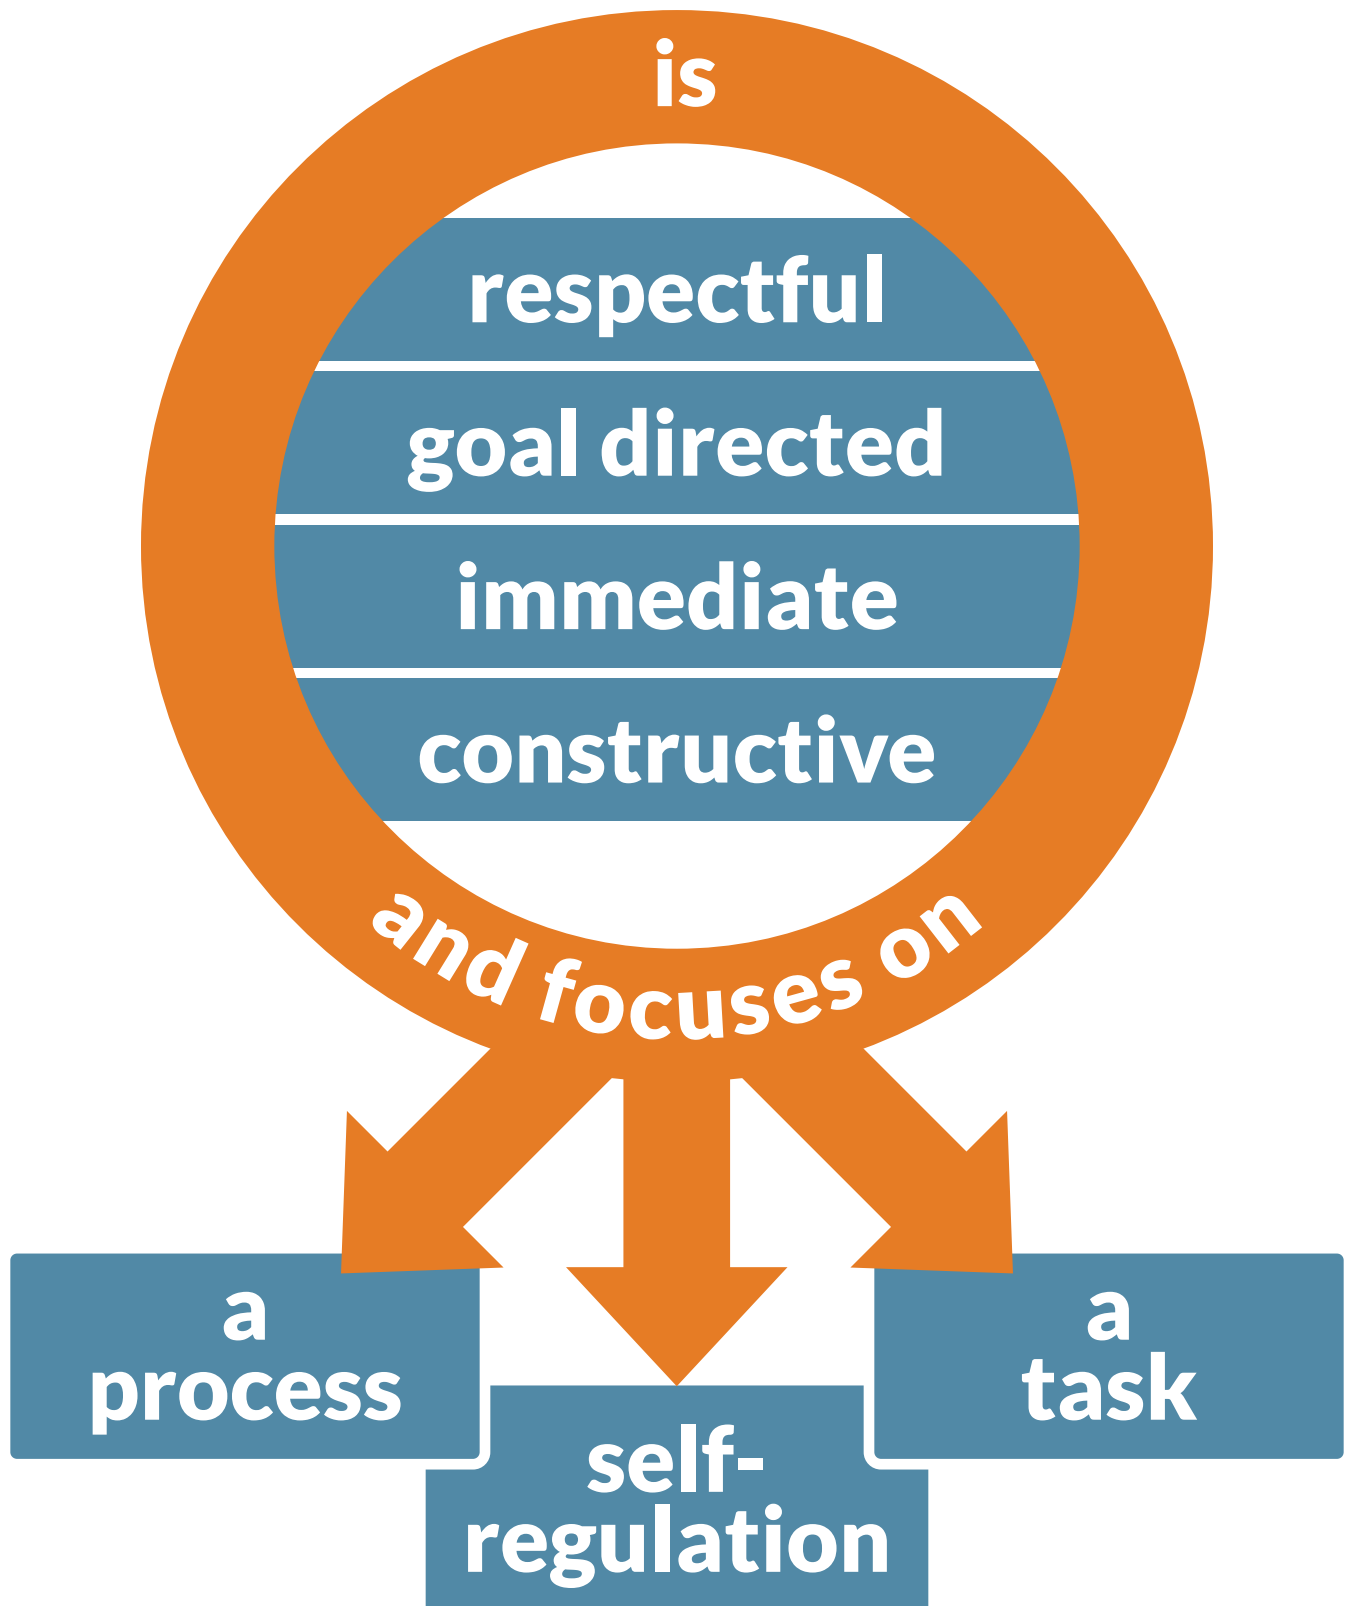 is
respectful
goal directed
immediate
constructive
and focuses on
a
process
self-
regulation
a
task